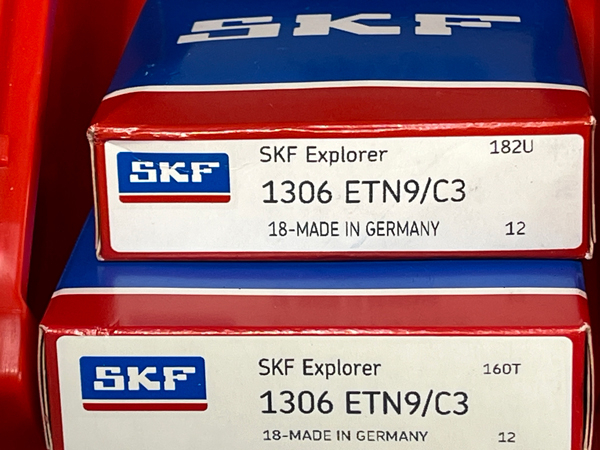 SKF
SKF Explorer 182U
SKF
1306 ETN9/C3
18-MADE IN GERMANY 12
SKF Explorer 160T
SKF
1306 ETN9/C3
18-MADE IN GERMANY 12